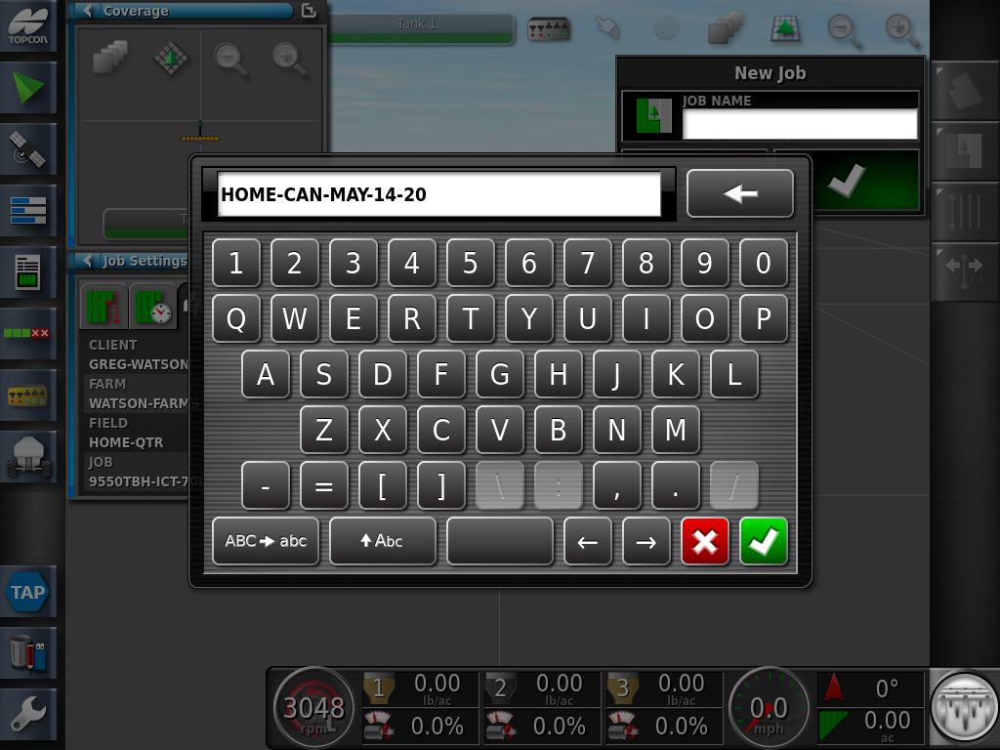 TOPCON
Coverage
Tank 1
New Job
JOB NAME
HOME-CAN-MAY-14-20
1 2 3 4 5 6 7 8 9 0
Q W E R T Y U I O P
A S D F G H J K L
Z X C V B N M
- = [ ] \ : , . /
ABC → abc
Abc
← →
Job Settings
CLIENT
GREG-WATSON
FARM
WATSON-FARMS
FIELD
HOME-QTR
JOB
9550TBH-ICT-70
TAP
3048
rpm
1 0.00
lb/ac
0.0%
2 0.00
lb/ac
0.0%
3 0.00
lb/ac
0.0%
0.0
mph
0°
0.00
ac